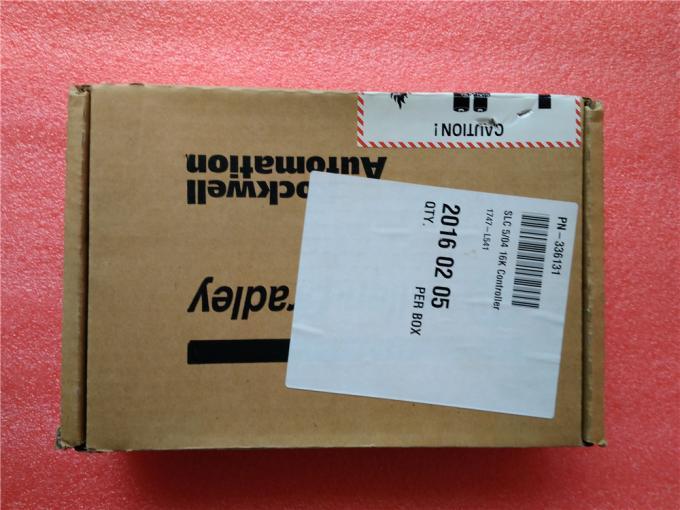 CAUTION!
ockwell
Automation
radley
PN-336131
SLC 5/04 16K Controller
1747-L541
2016 02 05
QTY.
PER BOX